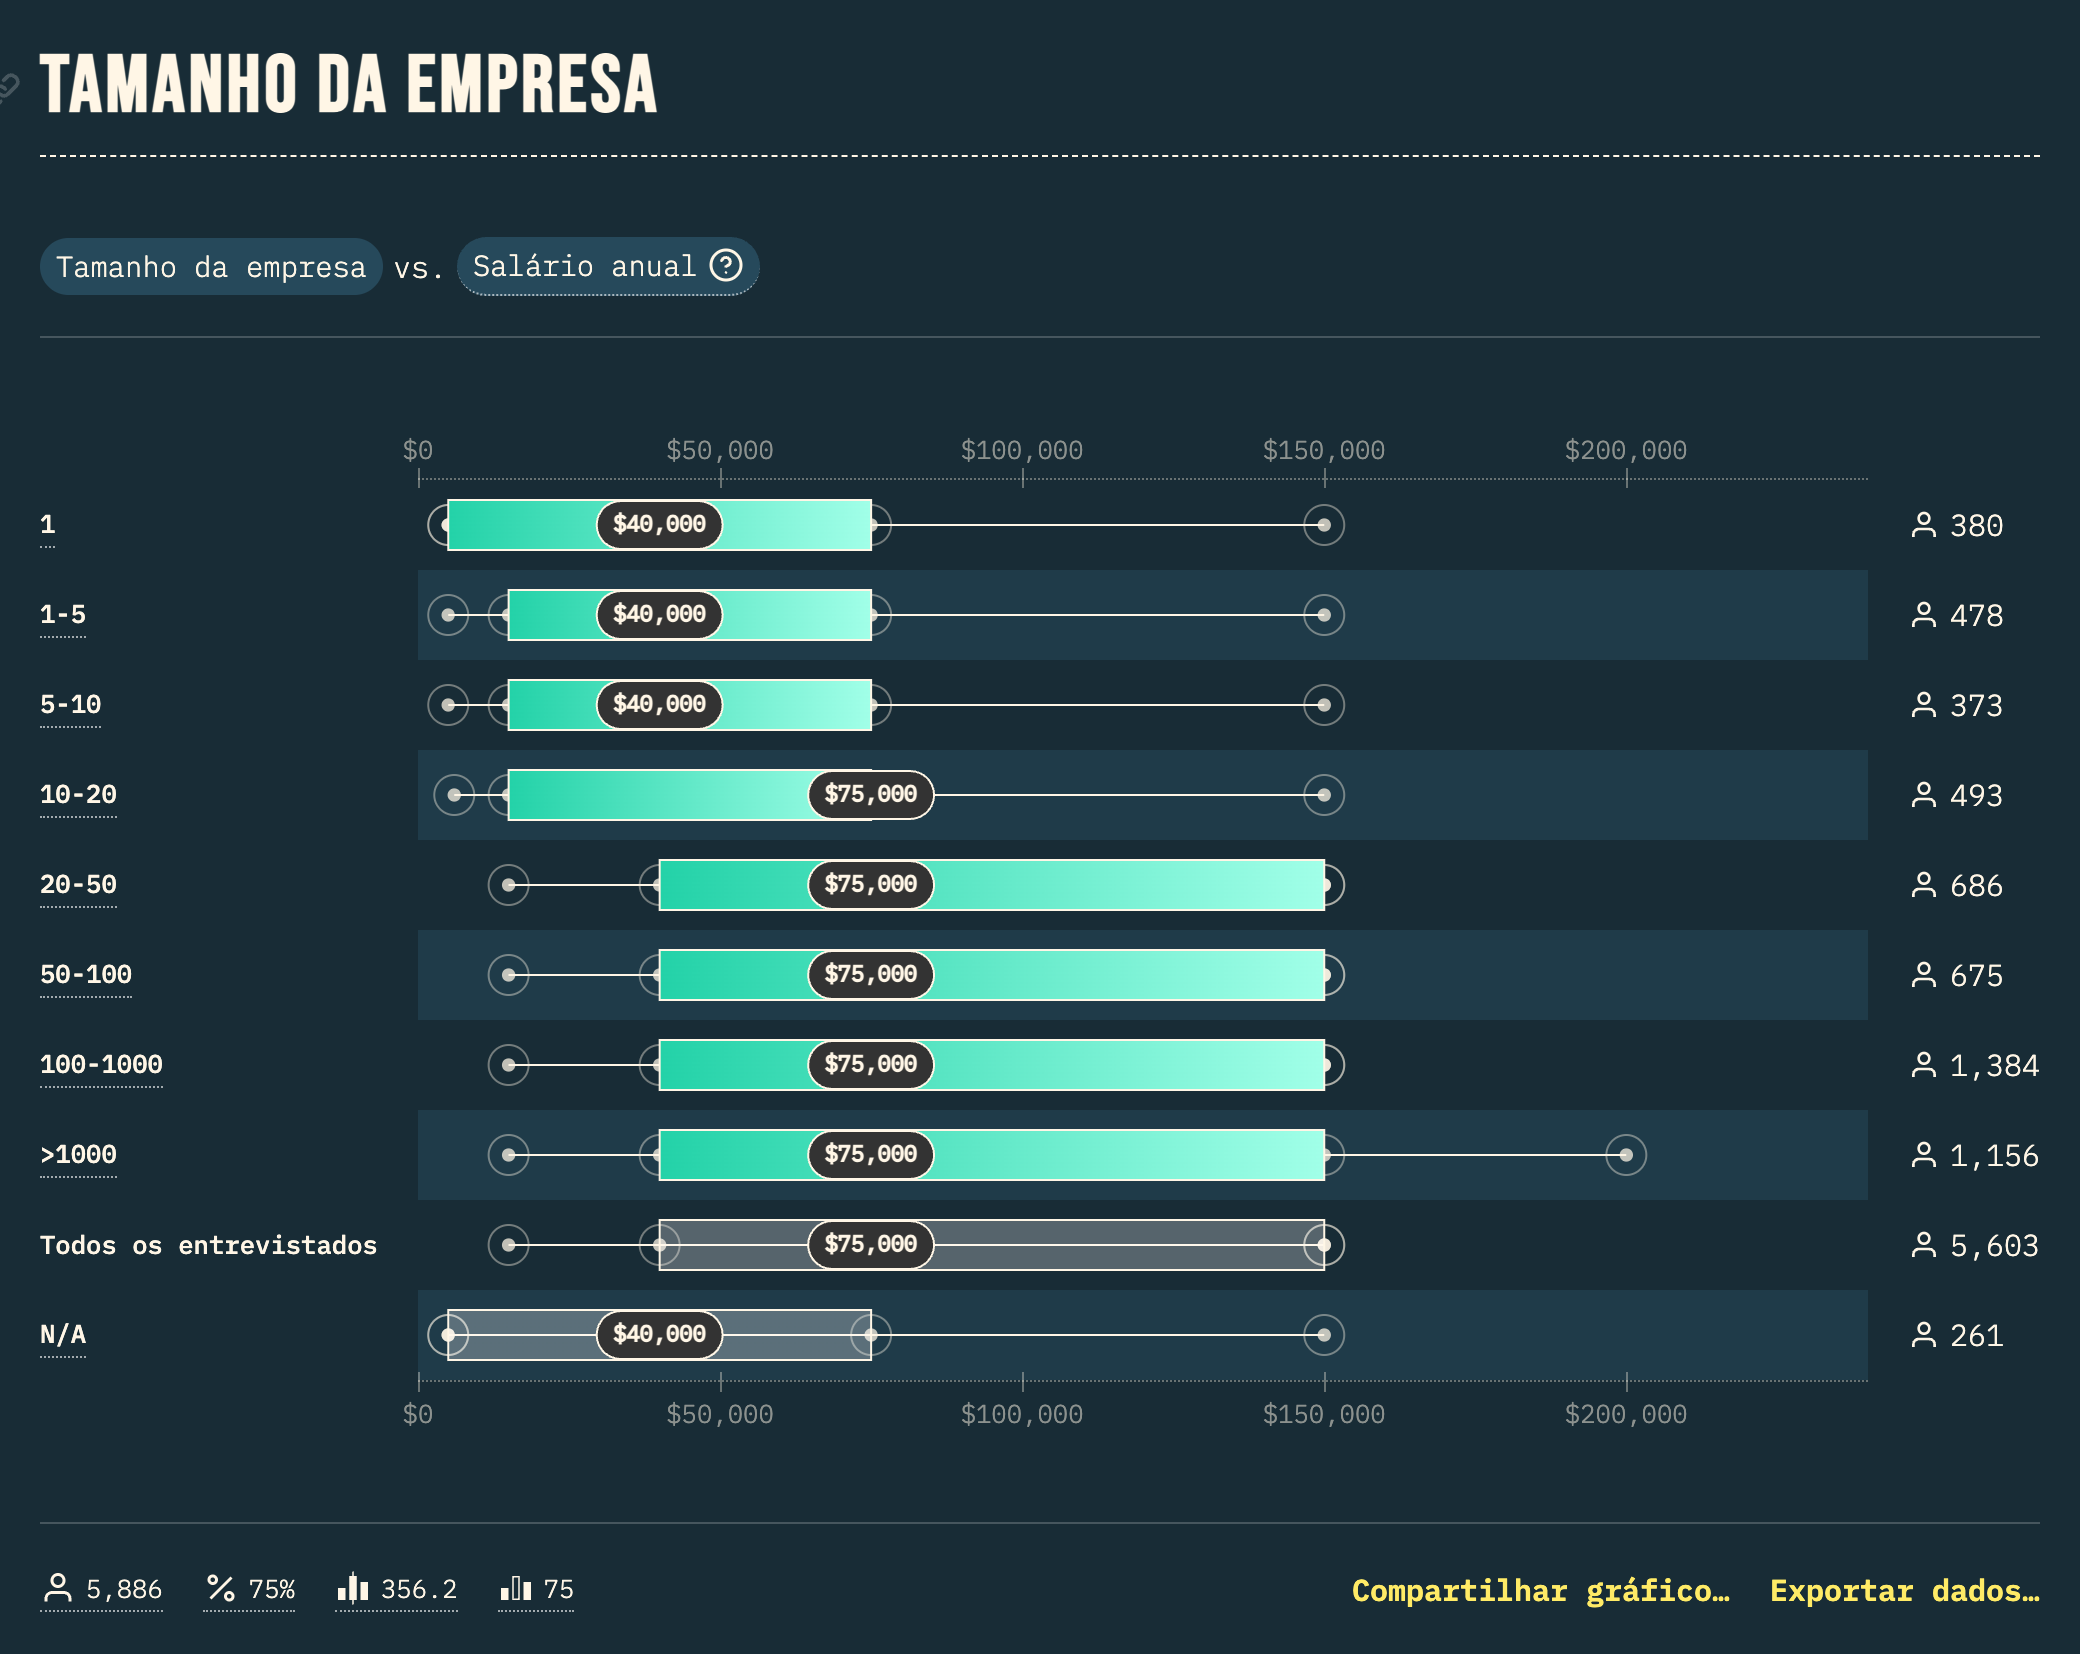 TAMANHO DA EMPRESA
Tamanho da empresa vs. Salário anual
$0 $50,000 $100,000 $150,000 $200,000
1 $40,000 380
1-5 $40,000 478
5-10 $40,000 373
10-20 $75,000 493
20-50 $75,000 686
50-100 $75,000 675
100-1000 $75,000 1,384
>1000 $75,000 1,156
Todos os entrevistados $75,000 5,603
N/A $40,000 261
$0 $50,000 $100,000 $150,000 $200,000
5,886 75% 356.2 75 Compartilhar gráfico… Exportar dados…